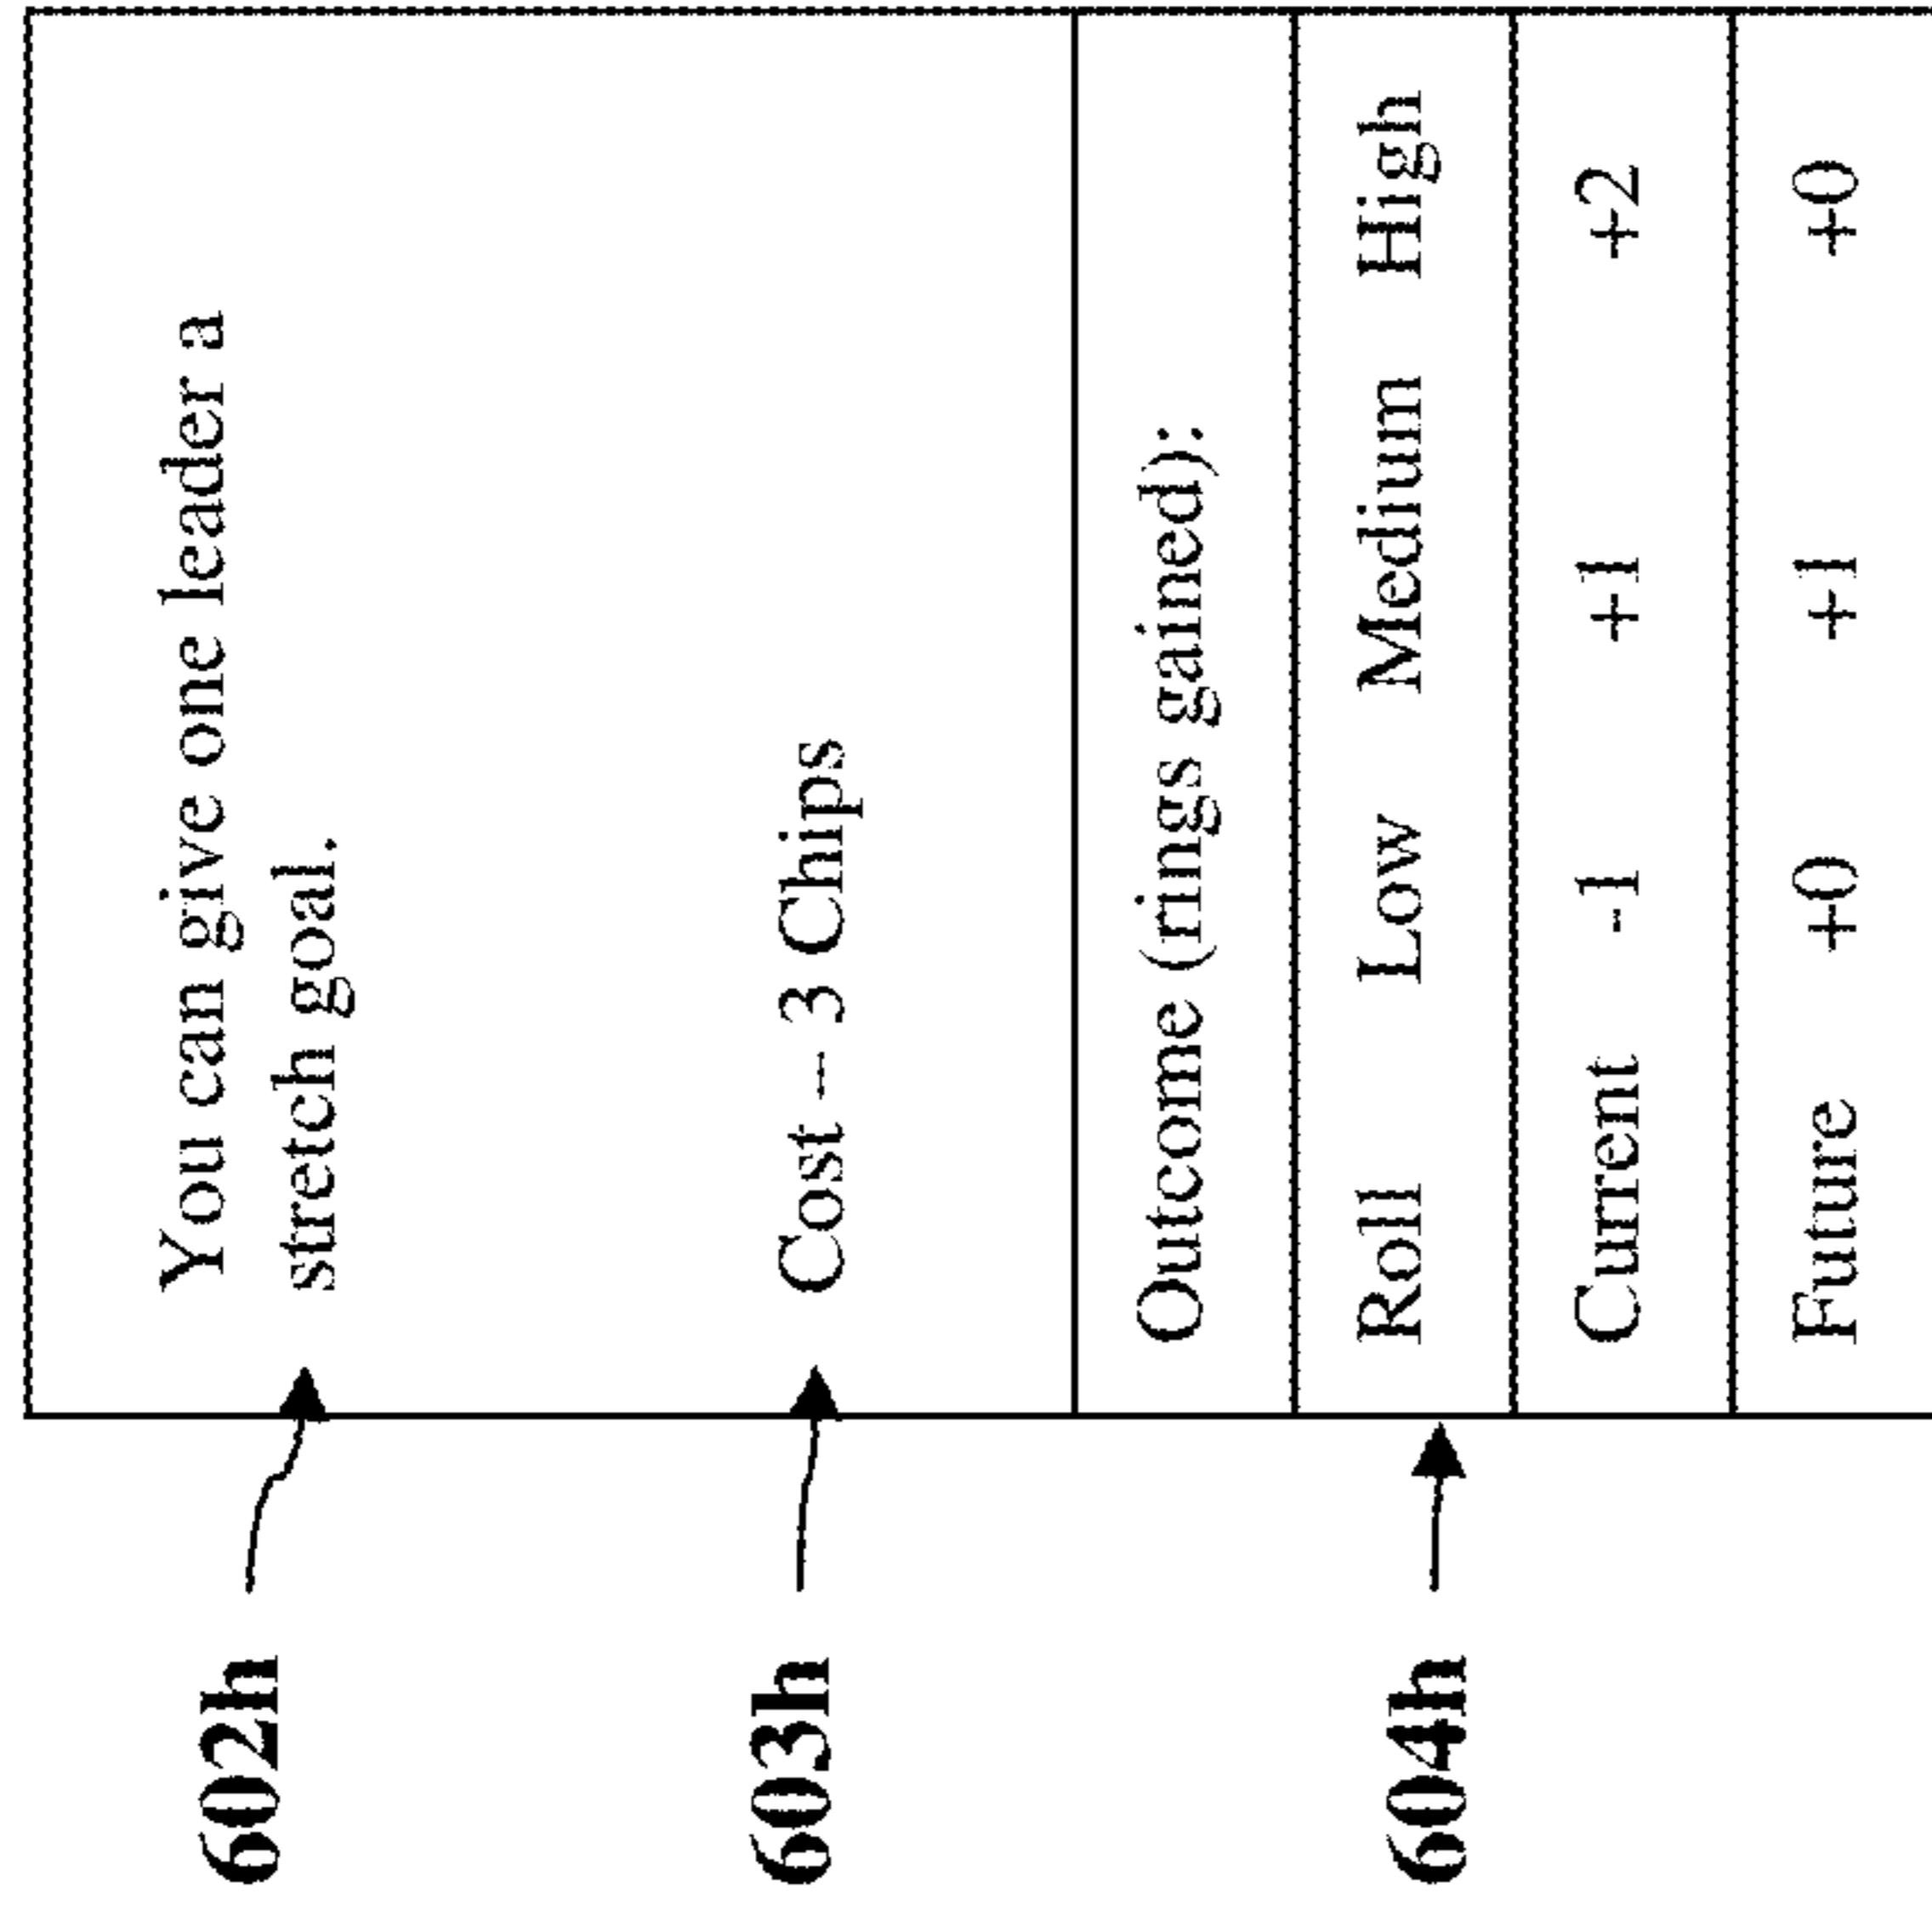 602h You can give one leader a
stretch goal.
603h Cost -- 3 Chips
Outcome (rings gained):
604h Roll Low Medium High
Current -1 +1 +2
Future +0 +1 +0